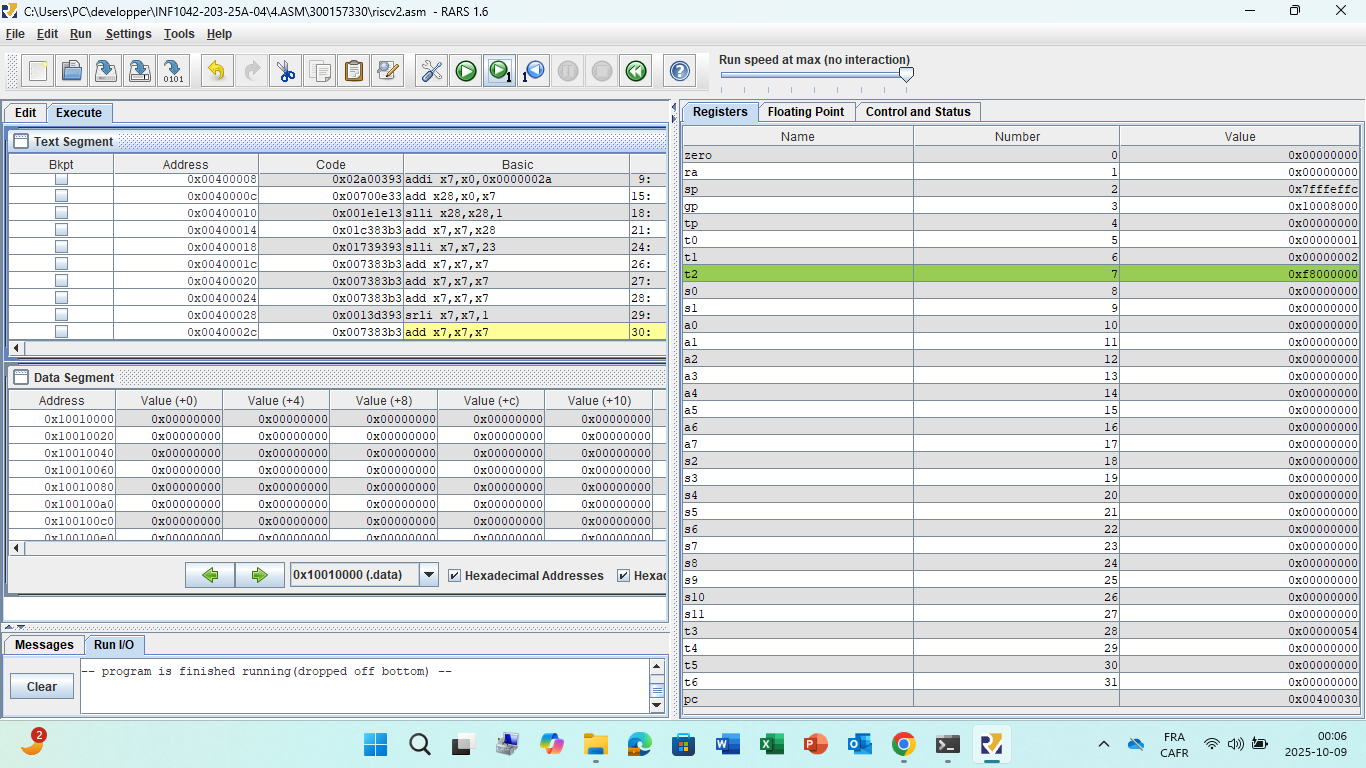 C:\Users\PC\developper\INF1042-203-25A-04\4.ASM\300157330\riscv2.asm - RARS 1.6
File Edit Run Settings Tools Help
Run speed at max (no interaction)
Edit Execute
Text Segment
Bkpt Address Code Basic
0x00400008 0x02a00393 addi x7,x0,0x0000002a 9:
0x0040000c 0x00700e33 add x28,x0,x7 15:
0x00400010 0x001e1e13 slli x28,x28,1 18:
0x00400014 0x01c383b3 add x7,x7,x28 21:
0x00400018 0x01739393 slli x7,x7,23 24:
0x0040001c 0x007383b3 add x7,x7,x7 26:
0x00400020 0x007383b3 add x7,x7,x7 27:
0x00400024 0x007383b3 add x7,x7,x7 28:
0x00400028 0x0013d393 srli x7,x7,1 29:
0x0040002c 0x007383b3 add x7,x7,x7 30:
Data Segment
Address Value (+0) Value (+4) Value (+8) Value (+c) Value (+10)
0x10010000 0x00000000 0x00000000 0x00000000 0x00000000 0x00000000
0x10010020 0x00000000 0x00000000 0x00000000 0x00000000 0x00000000
0x10010040 0x00000000 0x00000000 0x00000000 0x00000000 0x00000000
0x10010060 0x00000000 0x00000000 0x00000000 0x00000000 0x00000000
0x10010080 0x00000000 0x00000000 0x00000000 0x00000000 0x00000000
0x100100a0 0x00000000 0x00000000 0x00000000 0x00000000 0x00000000
0x100100c0 0x00000000 0x00000000 0x00000000 0x00000000 0x00000000
0x100100e0 0x00000000 0x00000000 0x00000000 0x00000000 0x00000000
0x10010000 (.data) Hexadecimal Addresses Hexad
Messages Run I/O
Clear
-- program is finished running(dropped off bottom) --
Registers Floating Point Control and Status
Name Number Value
zero 0 0x00000000
ra 1 0x00000000
sp 2 0x7fffeffc
gp 3 0x10008000
tp 4 0x00000000
t0 5 0x00000001
t1 6 0x00000002
t2 7 0xf8000000
s0 8 0x00000000
s1 9 0x00000000
a0 10 0x00000000
a1 11 0x00000000
a2 12 0x00000000
a3 13 0x00000000
a4 14 0x00000000
a5 15 0x00000000
a6 16 0x00000000
a7 17 0x00000000
s2 18 0x00000000
s3 19 0x00000000
s4 20 0x00000000
s5 21 0x00000000
s6 22 0x00000000
s7 23 0x00000000
s8 24 0x00000000
s9 25 0x00000000
s10 26 0x00000000
s11 27 0x00000000
t3 28 0x00000054
t4 29 0x00000000
t5 30 0x00000000
t6 31 0x00000000
pc 0x00400030
2
FRA
CAFR
00:06
2025-10-09